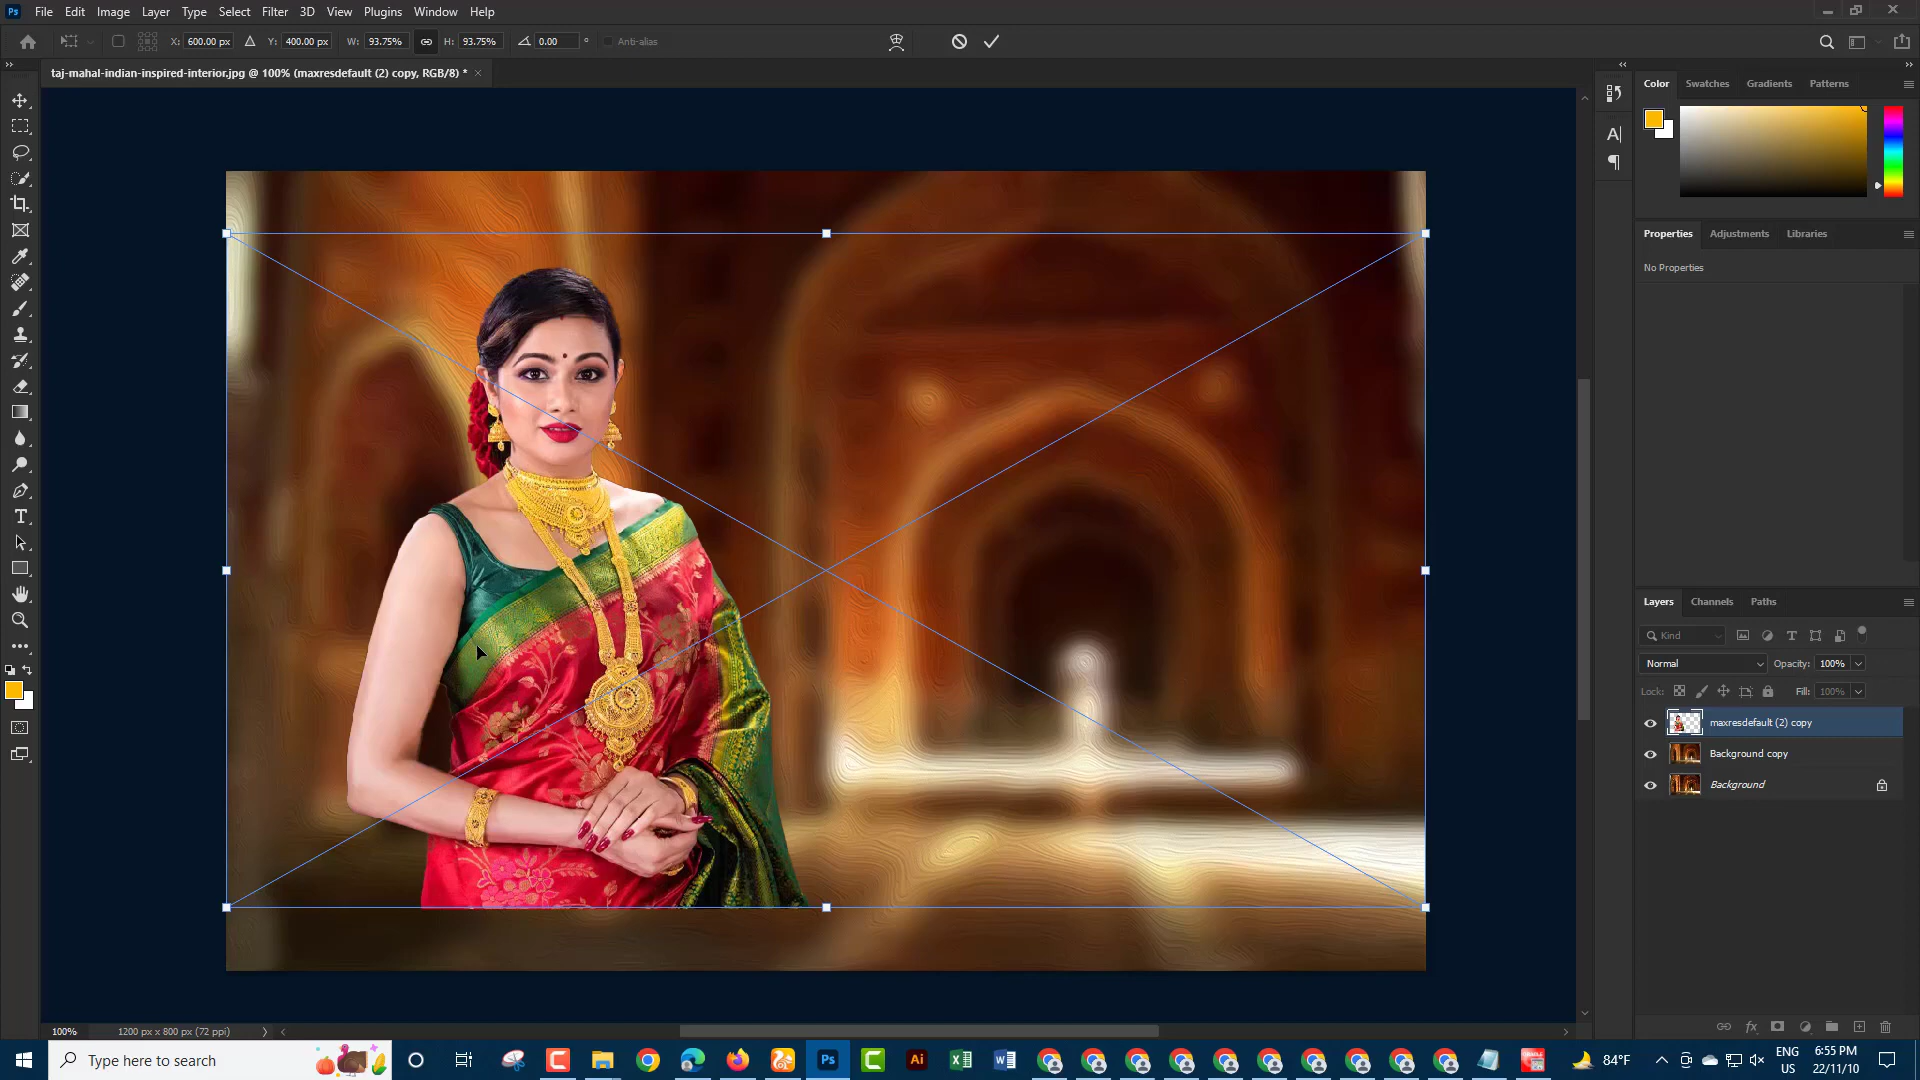 Ps File Edit Image Layer Type Select Filter 3D View Plugins Window Help
X: 600.00 px Y: 400.00 px W: 93.75% H: 93.75% 0.00 ° Anti-alias
taj-mahal-indian-inspired-interior.jpg @ 100% (maxresdefault (2) copy, RGB/8) * ×
Color Swatches Gradients Patterns
Properties Adjustments Libraries
No Properties
Layers Channels Paths
Kind
Normal Opacity: 100%
Lock: Fill: 100%
maxresdefault (2) copy
Background copy
Background
100% 1200 px x 800 px (72 ppi)
Type here to search
Ps
Ai
84°F
ENG
US
6:55 PM
22/11/10